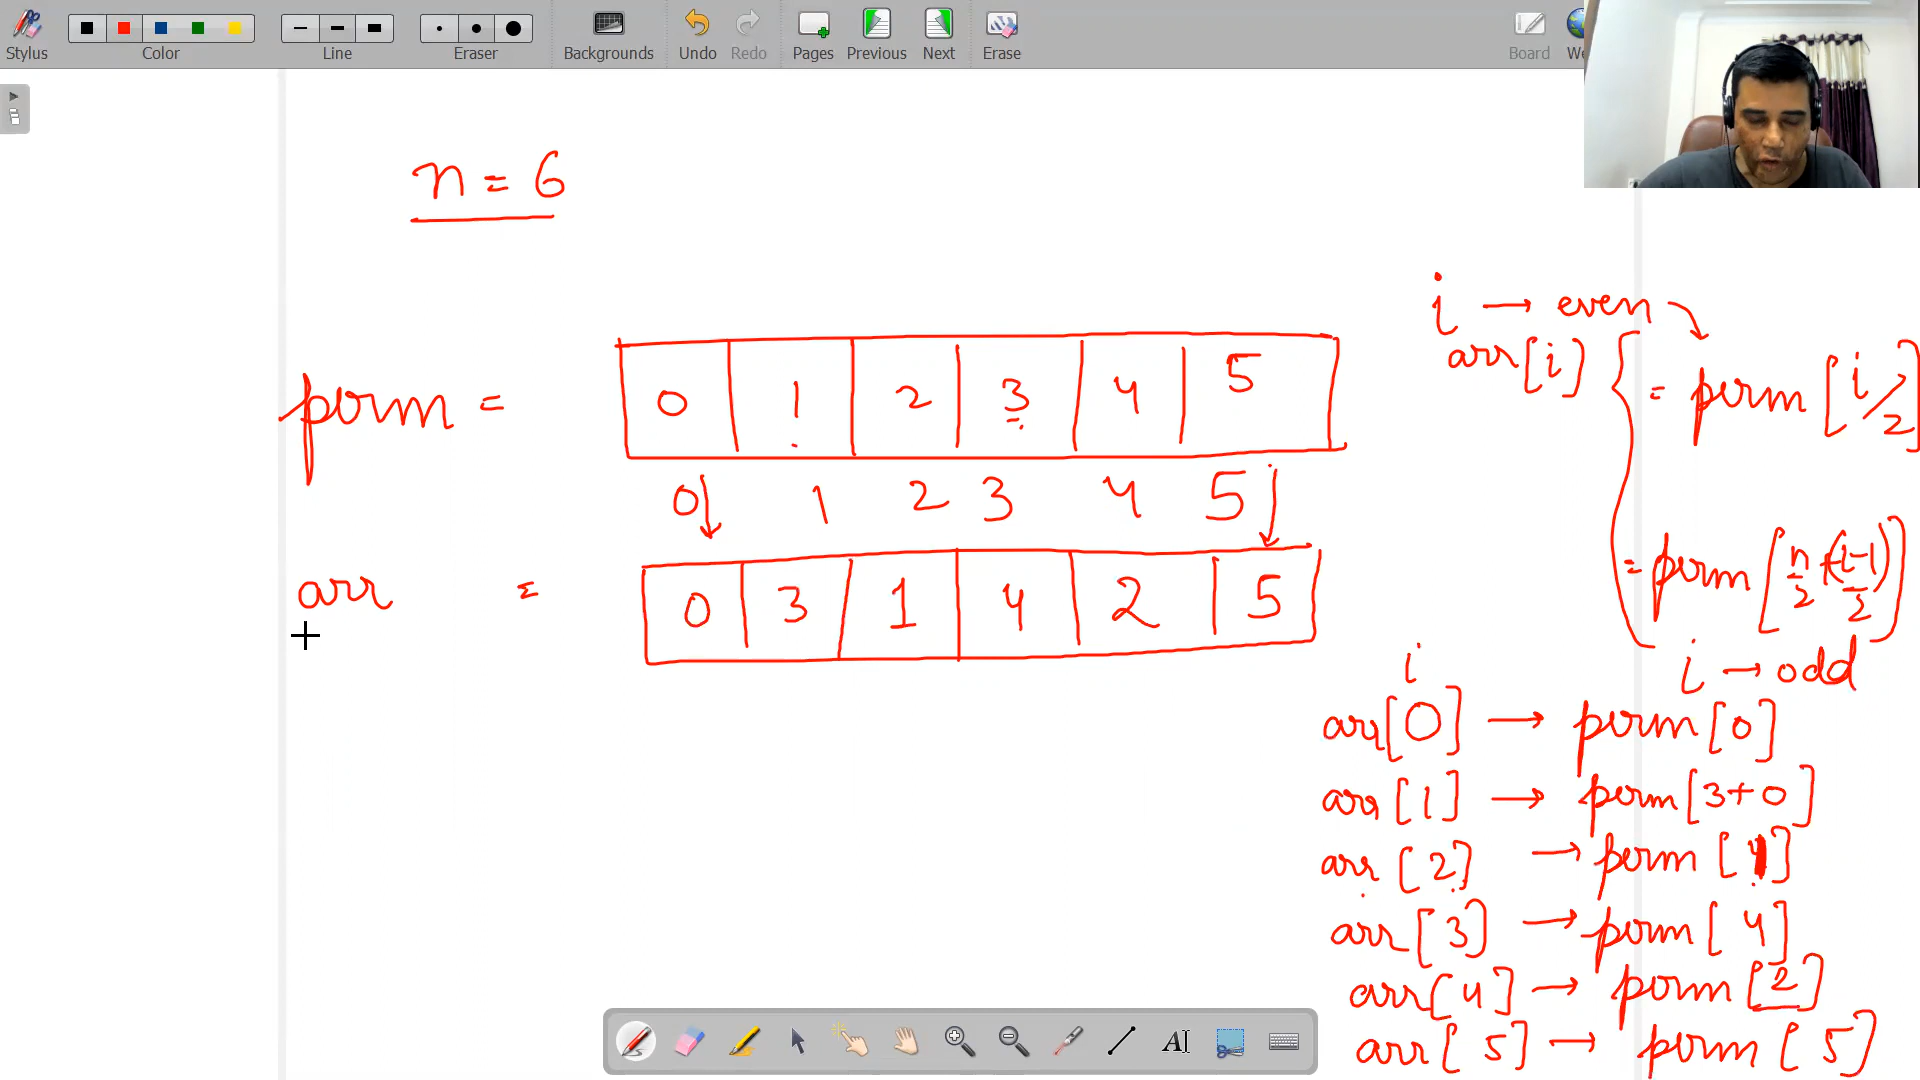 Stylus Color Line Eraser Backgrounds Undo Redo Pages Previous Next Erase Board
n = 6
i → even
arr[i] = perm[i/2]
perm = 0 1 2 3 4 5
0 1 2 3 4 5
= perm[n/2 + (i-1)/2]
arr = 0 3 1 4 2 5
i → odd
i
arr[0] → perm[0]
arr[1] → perm[3+0]
arr[2] → perm[1]
arr[3] → perm[4]
arr[4] → perm[2]
arr[5] → perm[5]